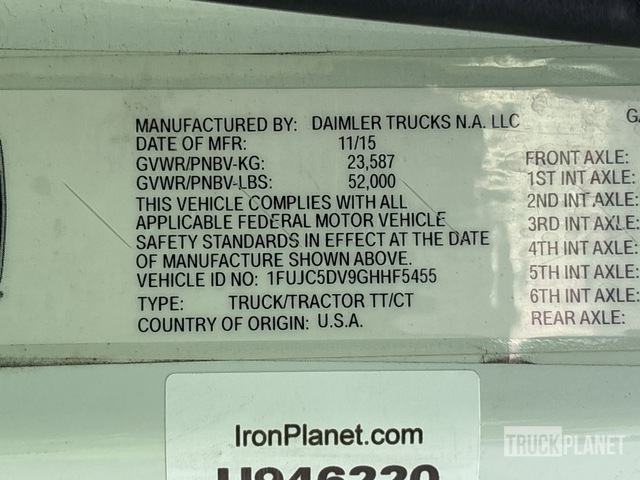 MANUFACTURED BY: DAIMLER TRUCKS N.A. LLC
DATE OF MFR: 11/15
GVWR/PNBV-KG: 23,587
GVWR/PNBV-LBS: 52,000
THIS VEHICLE COMPLIES WITH ALL
APPLICABLE FEDERAL MOTOR VEHICLE
SAFETY STANDARDS IN EFFECT AT THE DATE
OF MANUFACTURE SHOWN ABOVE.
VEHICLE ID NO: 1FUJC5DV9GHHF5455
TYPE: TRUCK/TRACTOR TT/CT
COUNTRY OF ORIGIN: U.S.A.
FRONT AXLE:
1ST INT AXLE:
2ND INT AXLE:
3RD INT AXLE:
4TH INT AXLE:
5TH INT AXLE:
6TH INT AXLE:
REAR AXLE:
IronPlanet.com
TRUCKPLANET